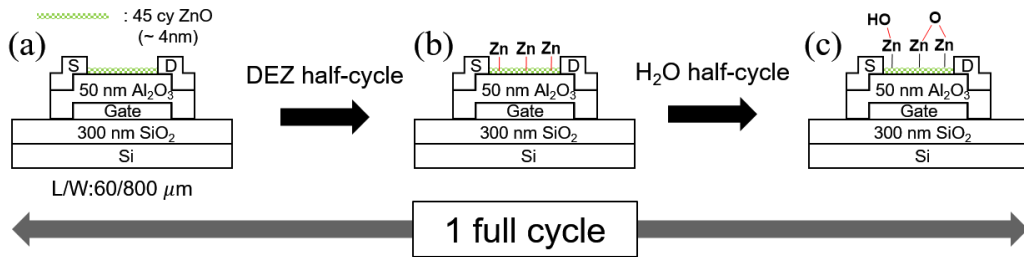 : 45 cy ZnO
(~ 4nm)
(a)
S
D
50 nm Al₂O₃
Gate
300 nm SiO₂
Si
L/W:60/800 μm
DEZ half-cycle
(b)
Zn Zn Zn
S
D
50 nm Al₂O₃
Gate
300 nm SiO₂
Si
H₂O half-cycle
(c)
HO O
Zn Zn Zn
S
D
50 nm Al₂O₃
Gate
300 nm SiO₂
Si
1 full cycle